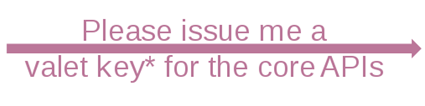 Please issue me a
valet key* for the core APIs